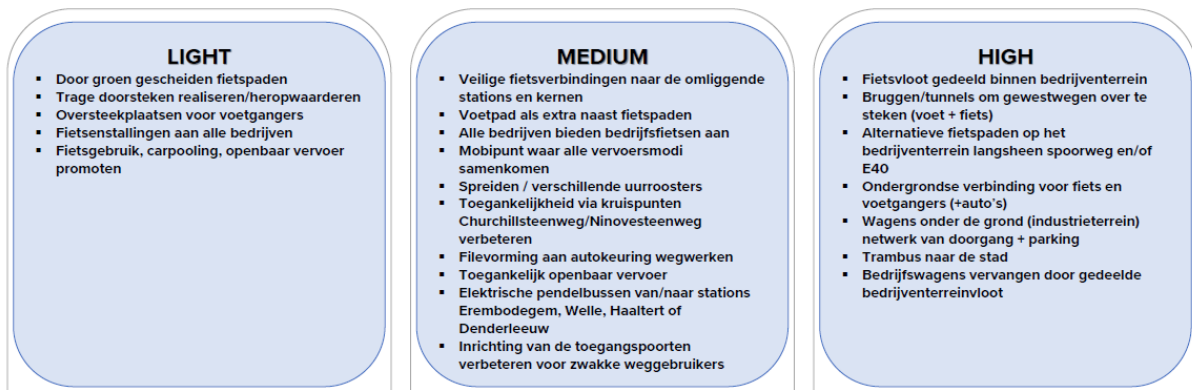 LIGHT
▪ Door groen gescheiden fietspaden
▪ Trage doorsteken realiseren/heropwaarderen
▪ Oversteekplaatsen voor voetgangers
▪ Fietsenstallingen aan alle bedrijven
▪ Fietsgebruik, carpooling, openbaar vervoer
promoten
MEDIUM
▪ Veilige fietsverbindingen naar de omliggende
stations en kernen
▪ Voetpad als extra naast fietspaden
▪ Alle bedrijven bieden bedrijfsfietsen aan
▪ Mobipunt waar alle vervoersmodi
samenkomen
▪ Spreiden / verschillende uurroosters
▪ Toegankelijkheid via kruispunten
Churchillsteenweg/Ninovesteenweg
verbeteren
▪ Filevorming aan autokeuring wegwerken
▪ Toegankelijk openbaar vervoer
▪ Elektrische pendelbussen van/naar stations
Erembodegem, Welle, Haaltert of
Denderleeuw
▪ Inrichting van de toegangspoorten
verbeteren voor zwakke weggebruikers
HIGH
▪ Fietsvloot gedeeld binnen bedrijventerrein
▪ Bruggen/tunnels om gewestwegen over te
steken (voet + fiets)
▪ Alternatieve fietspaden op het
bedrijventerrein langsheen spoorweg en/of
E40
▪ Ondergrondse verbinding voor fiets en
voetgangers (+auto's)
▪ Wagens onder de grond (industrieterrein)
netwerk van doorgang + parking
▪ Trambus naar de stad
▪ Bedrijfswagens vervangen door gedeelde
bedrijventerreinvloot